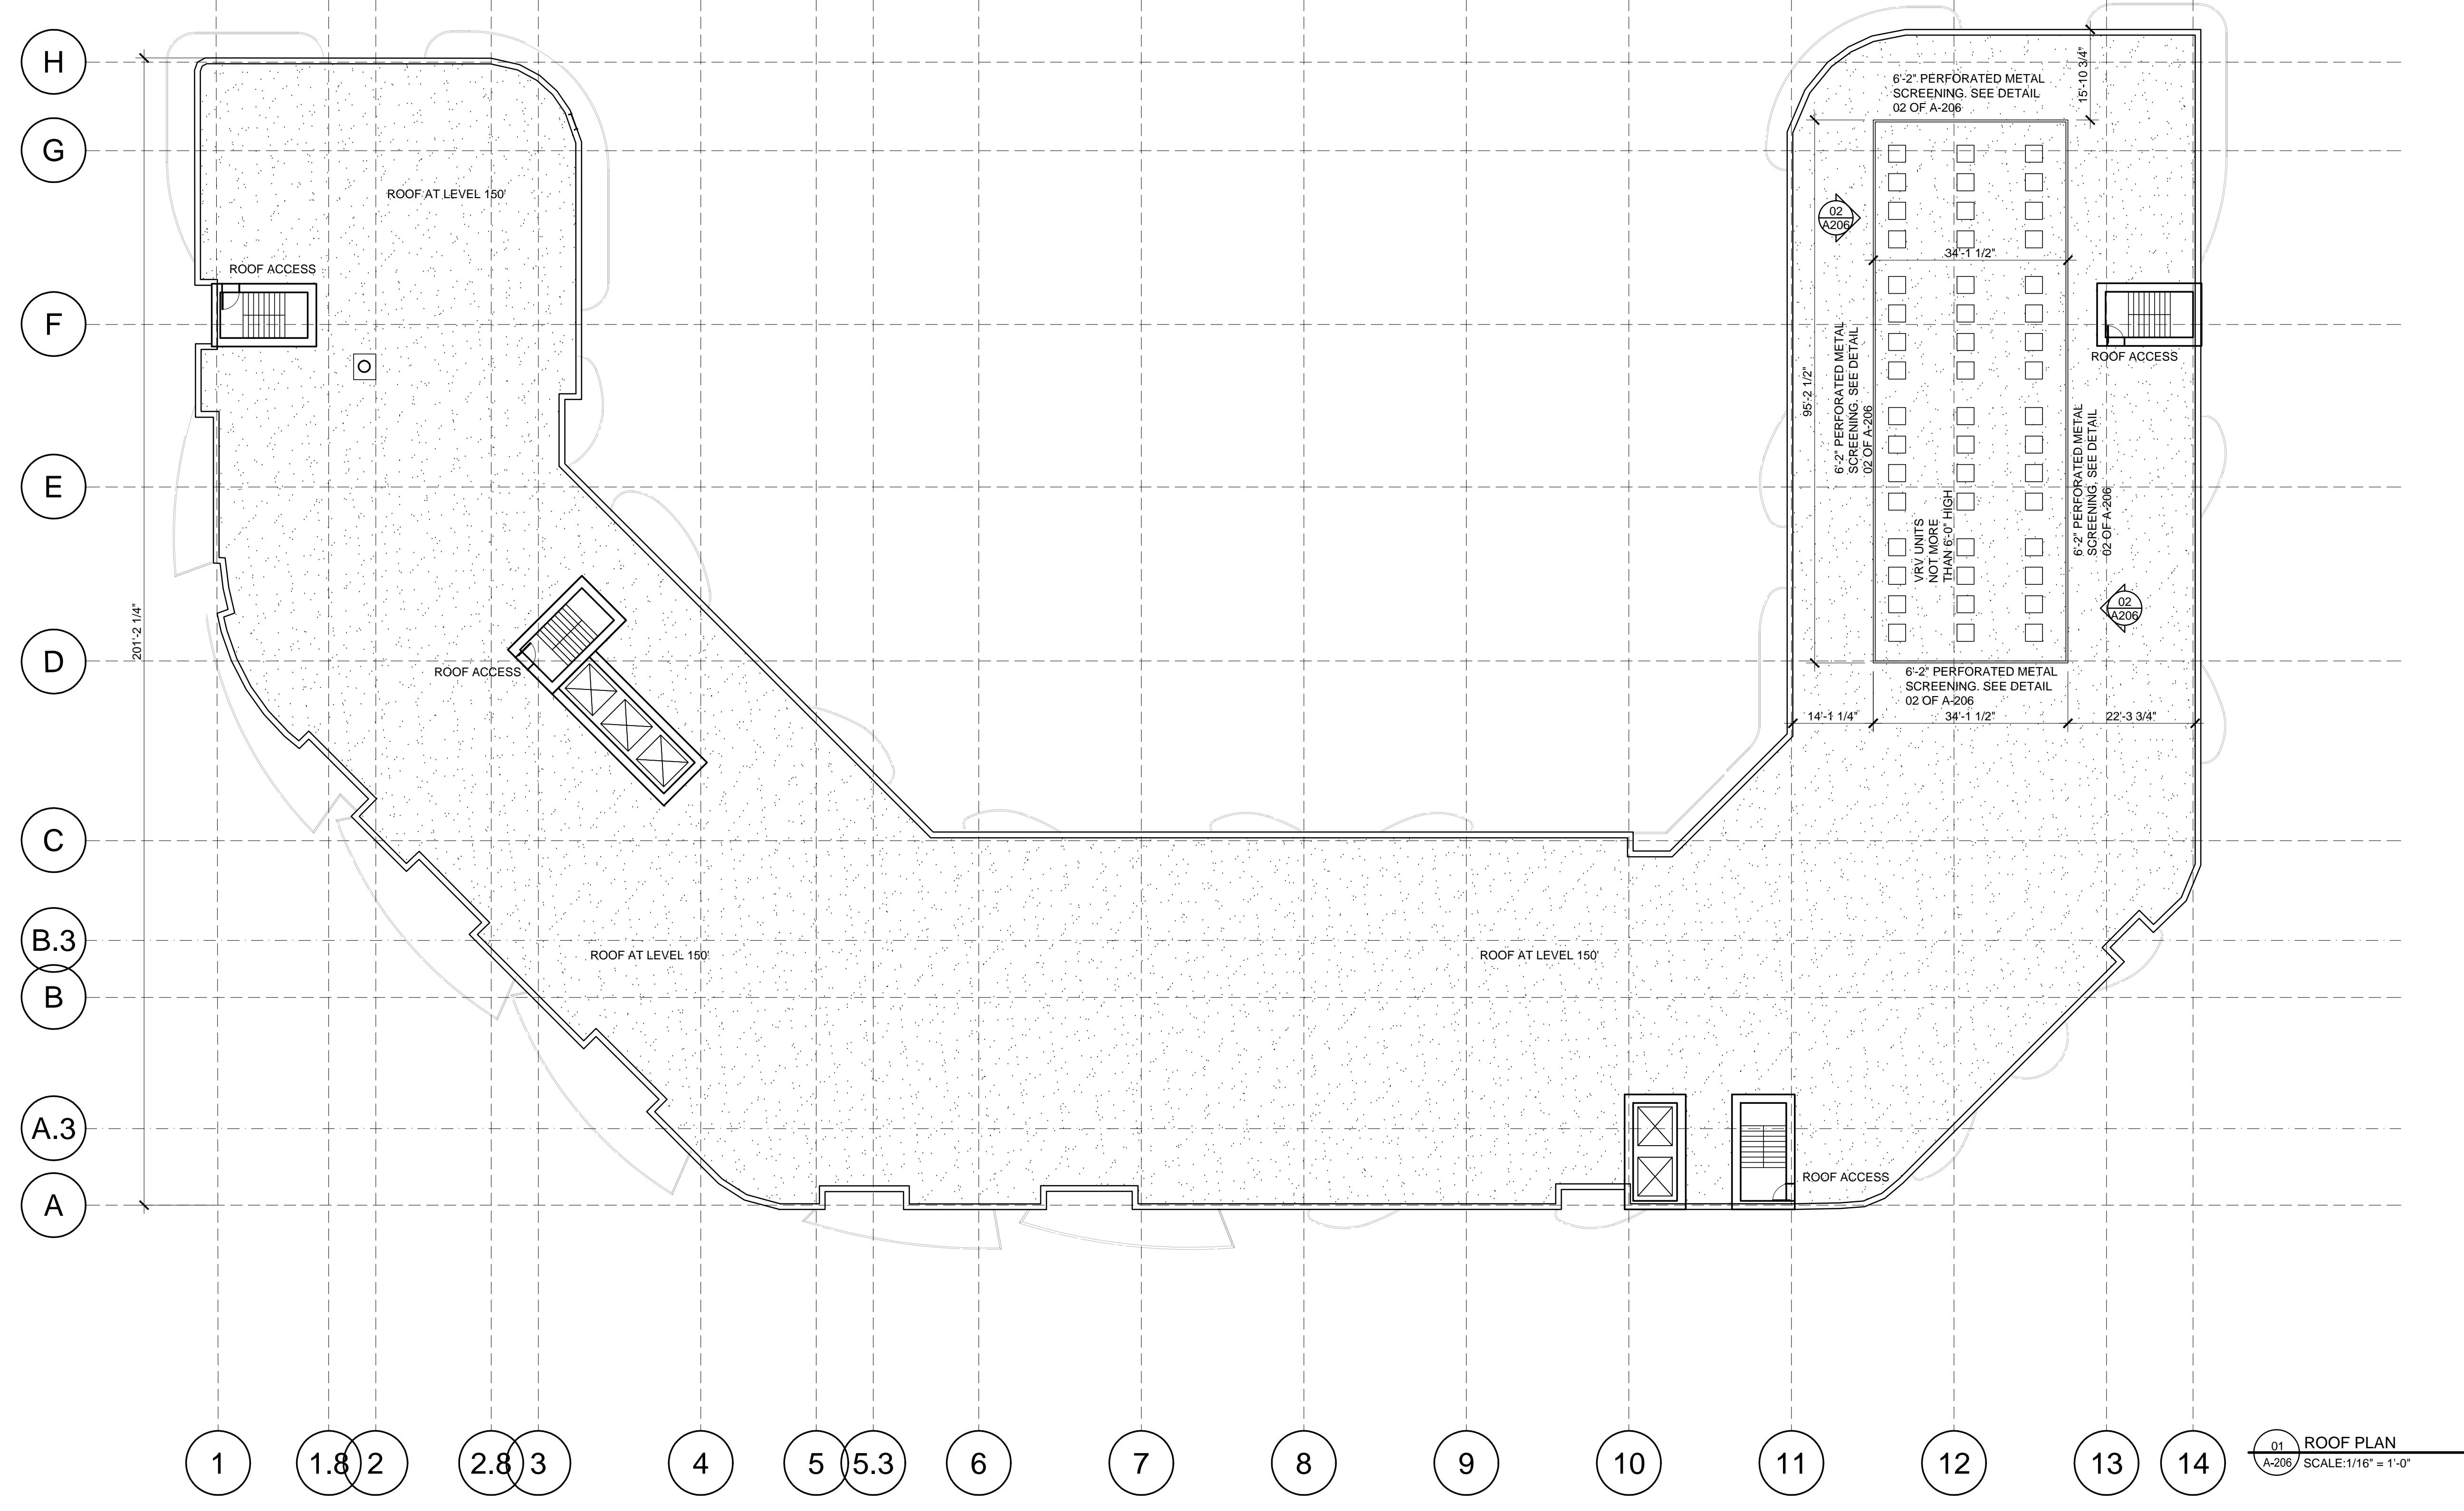 H
G
F
E
D
C
B.3
B
A.3
A
201'-2 1/4"
ROOF AT LEVEL 150'
ROOF ACCESS
ROOF ACCESS
ROOF AT LEVEL 150'
ROOF AT LEVEL 150'
ROOF ACCESS
6'-2" PERFORATED METAL
SCREENING. SEE DETAIL
02 OF A-206
15'-10 3/4"
02
A206
34'-1 1/2"
95'-2 1/2"
6'-2" PERFORATED METAL
SCREENING. SEE DETAIL
02 OF A-206
VRV UNITS
NOT MORE
THAN 6'-0" HIGH
6'-2" PERFORATED METAL
SCREENING. SEE DETAIL
02 OF A-206
ROOF ACCESS
02
A206
6'-2" PERFORATED METAL
SCREENING. SEE DETAIL
02 OF A-206
14'-1 1/4"
34'-1 1/2"
22'-3 3/4"
1
1.8
2
2.8
3
4
5
5.3
6
7
8
9
10
11
12
13
14
01
A-206
ROOF PLAN
SCALE:1/16" = 1'-0"